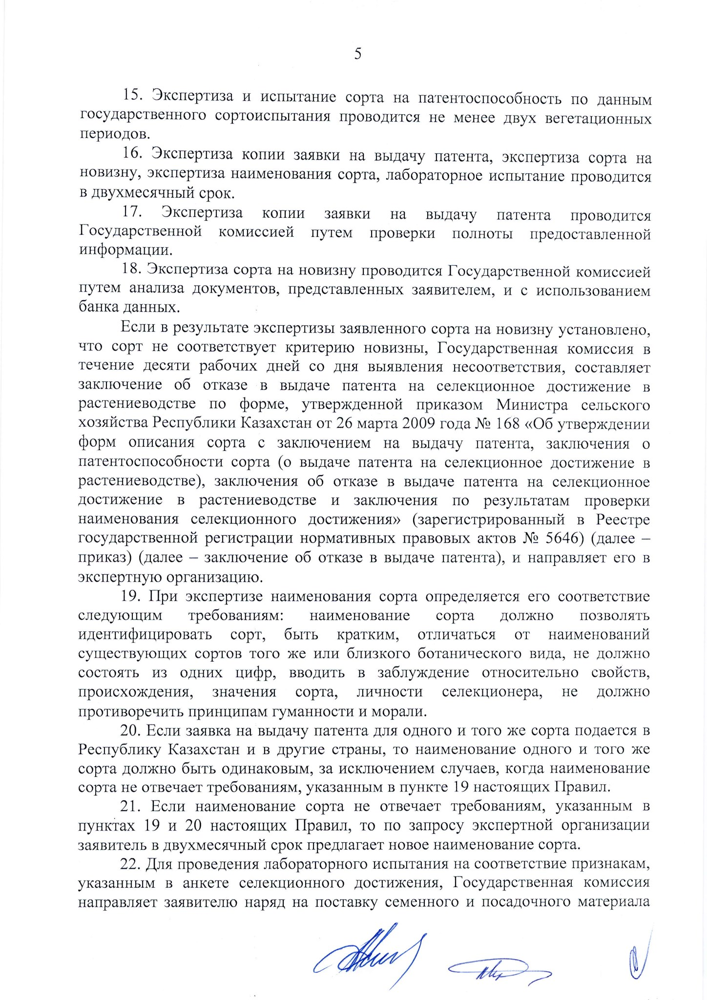 5
15. Экспертиза и испытание сорта на патентоспособность по данным
государственного сортоиспытания проводится не менее двух вегетационных
периодов.
16. Экспертиза копии заявки на выдачу патента, экспертиза сорта на
новизну, экспертиза наименования сорта, лабораторное испытание проводится
в двухмесячный срок.
17. Экспертиза копии заявки на выдачу патента проводится
Государственной комиссией путем проверки полноты предоставленной
информации.
18. Экспертиза сорта на новизну проводится Государственной комиссией
путем анализа документов, представленных заявителем, и с использованием
банка данных.
Если в результате экспертизы заявленного сорта на новизну установлено,
что сорт не соответствует критерию новизны, Государственная комиссия в
течение десяти рабочих дней со дня выявления несоответствия, составляет
заключение об отказе в выдаче патента на селекционное достижение в
растениеводстве по форме, утвержденной приказом Министра сельского
хозяйства Республики Казахстан от 26 марта 2009 года № 168 «Об утверждении
форм описания сорта с заключением на выдачу патента, заключения о
патентоспособности сорта (о выдаче патента на селекционное достижение в
растениеводстве), заключения об отказе в выдаче патента на селекционное
достижение в растениеводстве и заключения по результатам проверки
наименования селекционного достижения» (зарегистрированный в Реестре
государственной регистрации нормативных правовых актов № 5646) (далее –
приказ) (далее – заключение об отказе в выдаче патента), и направляет его в
экспертную организацию.
19. При экспертизе наименования сорта определяется его соответствие
следующим требованиям: наименование сорта должно позволять
идентифицировать сорт, быть кратким, отличаться от наименований
существующих сортов того же или близкого ботанического вида, не должно
состоять из одних цифр, вводить в заблуждение относительно свойств,
происхождения, значения сорта, личности селекционера, не должно
противоречить принципам гуманности и морали.
20. Если заявка на выдачу патента для одного и того же сорта подается в
Республику Казахстан и в другие страны, то наименование одного и того же
сорта должно быть одинаковым, за исключением случаев, когда наименование
сорта не отвечает требованиям, указанным в пункте 19 настоящих Правил.
21. Если наименование сорта не отвечает требованиям, указанным в
пунктах 19 и 20 настоящих Правил, то по запросу экспертной организации
заявитель в двухмесячный срок предлагает новое наименование сорта.
22. Для проведения лабораторного испытания на соответствие признакам,
указанным в анкете селекционного достижения, Государственная комиссия
направляет заявителю наряд на поставку семенного и посадочного материала